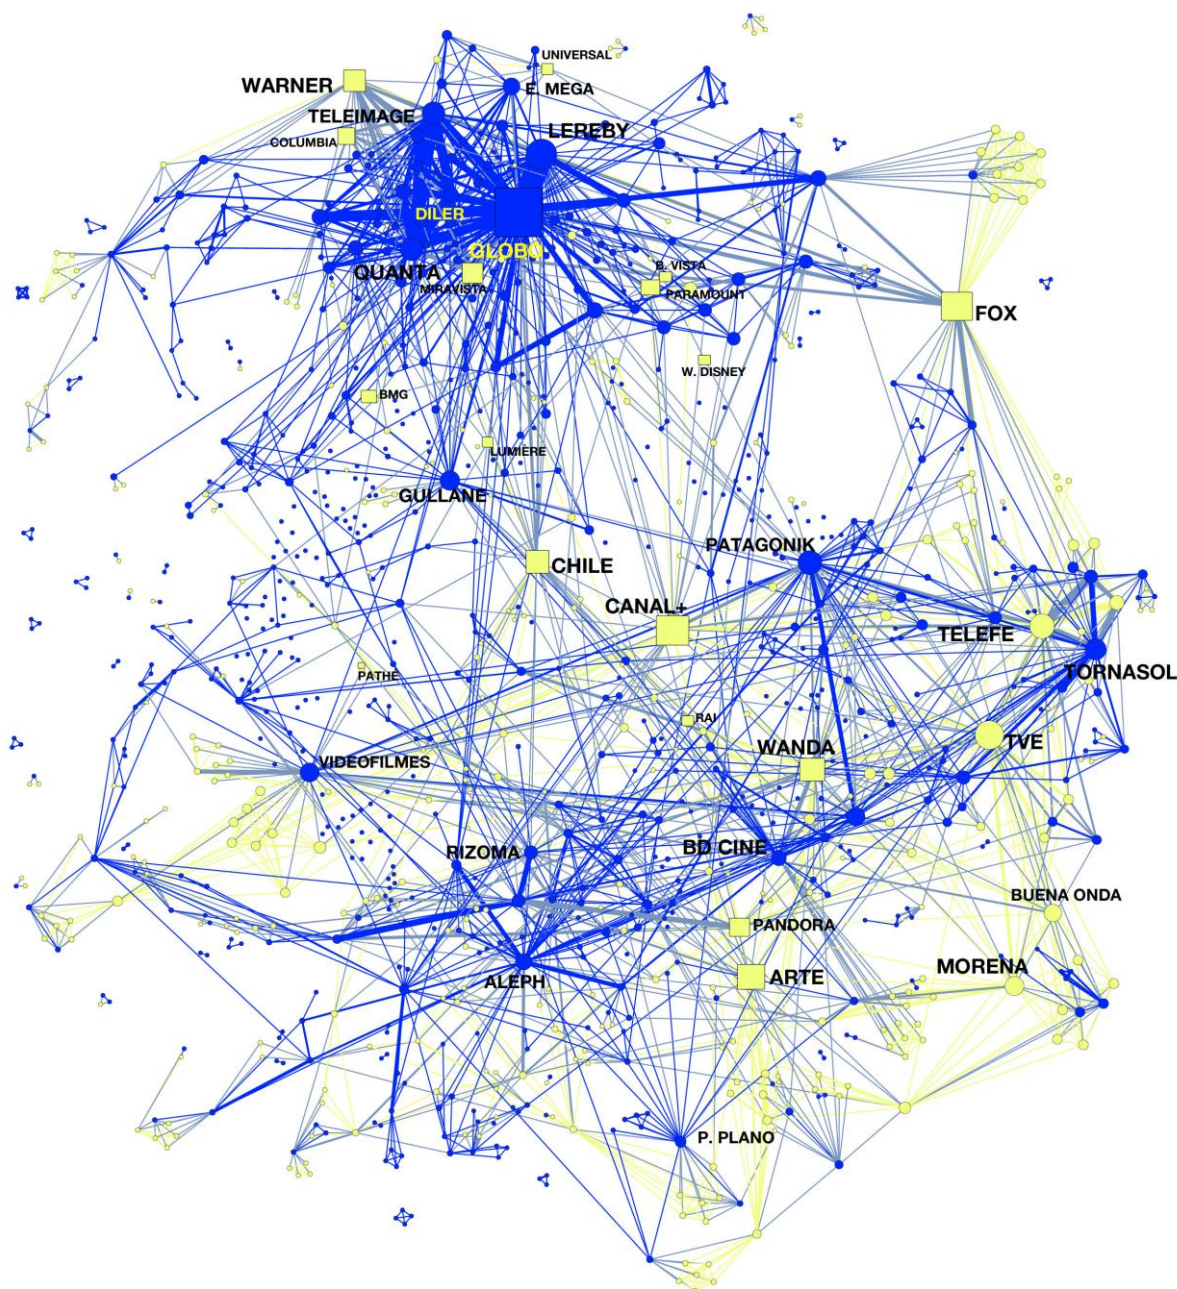 UNIVERSAL
WARNER
E. MEGA
TELEIMAGE
LEREBY
COLUMBIA
DILER
GLOBO
QUANTA
B. VISTA
MIRAVISTA
PARAMOUNT
FOX
W. DISNEY
BMG
LUMIERE
GULLANE
PATAGONIK
CHILE
CANAL+
TELEFE
PATHE
TORNASOL
RAI
TVE
WANDA
VIDEOFILMES
BD CINE
RIZOMA
BUENA ONDA
PANDORA
MORENA
ARTE
ALEPH
P. PLANO